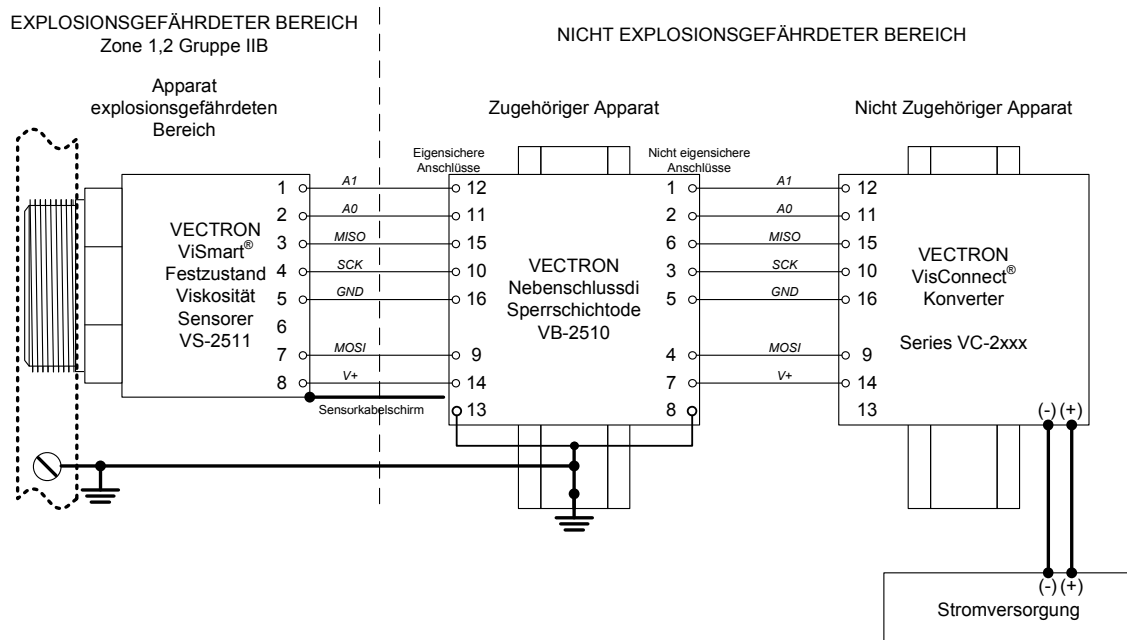 EXPLOSIONSGEFÄHRDETER BEREICH
Zone 1,2 Gruppe IIB
NICHT EXPLOSIONSGEFÄHRDETER BEREICH
Apparat
explosionsgefährdeten
Bereich
Zugehöriger Apparat
Nicht Zugehöriger Apparat
Eigensichere
Anschlüsse
Nicht eigensichere
Anschlüsse
VECTRON
ViSmart®
Festzustand
Viskosität
Sensorer
VS-2511
VECTRON
Nebenschlussdi
Sperrschichtode
VB-2510
VECTRON
VisConnect®
Konverter
Series VC-2xxx
1 A1 12 1 A1 12
2 A0 11 2 A0 11
3 MISO 15 6 MISO 15
4 SCK 10 3 SCK 10
5 GND 16 5 GND 16
6
7 MOSI 9 4 MOSI 9
8 V+ 14 7 V+ 14
Sensorkabelschirm 13 8 13
(-) (+)
(-) (+)
Stromversorgung